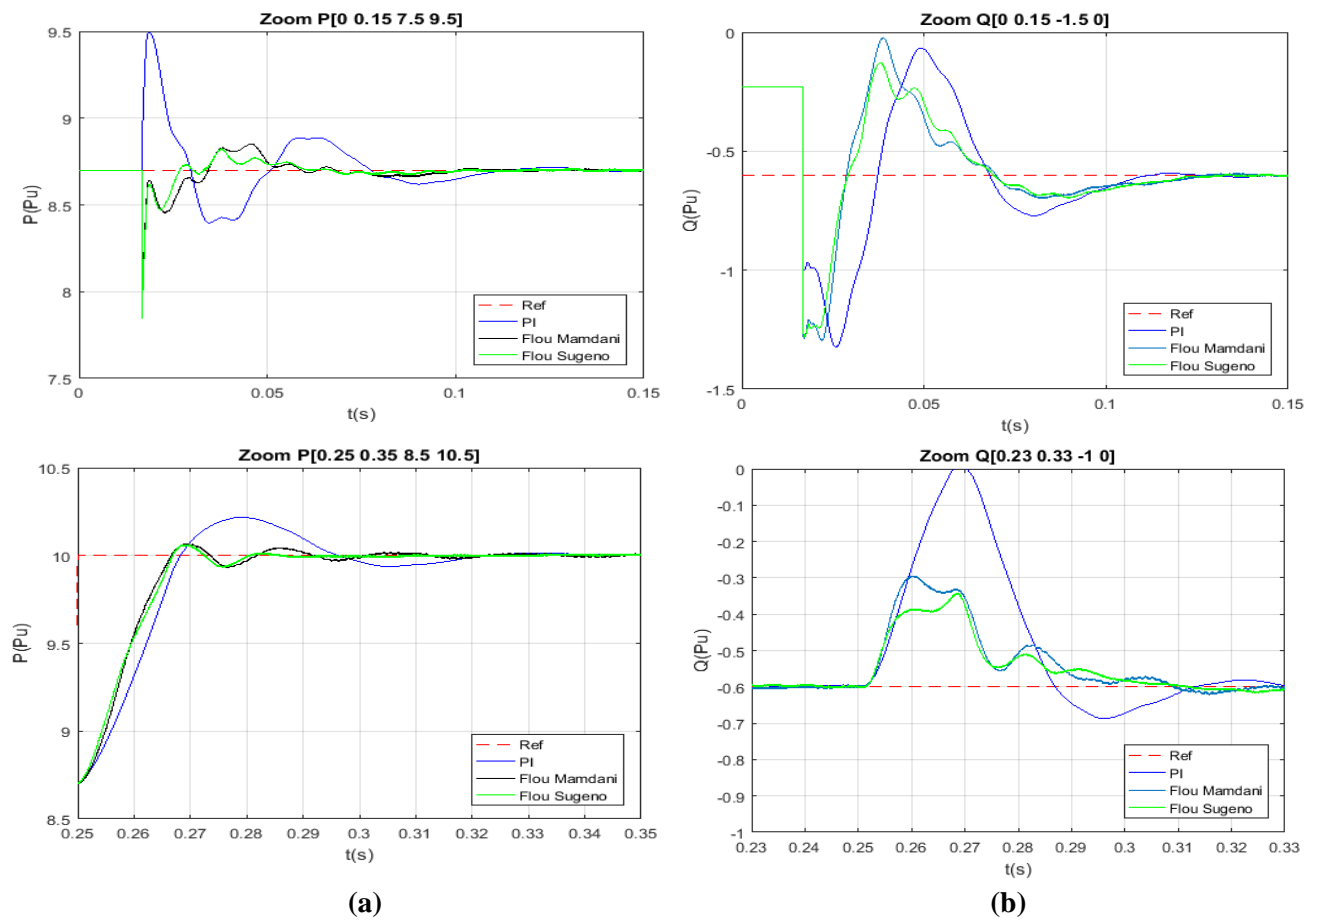 Zoom P[0 0.15 7.5 9.5]
9.5
9
8.5
8
7.5
P(Pu)
0
0.05
0.1
0.15
t(s)
Ref
PI
Flou Mamdani
Flou Sugeno
Zoom Q[0 0.15 -1.5 0]
0
-0.5
-1
-1.5
Q(Pu)
0
0.05
0.1
0.15
t(s)
Ref
PI
Flou Mamdani
Flou Sugeno
Zoom P[0.25 0.35 8.5 10.5]
10.5
10
9.5
9
8.5
P(Pu)
0.25
0.26
0.27
0.28
0.29
0.3
0.31
0.32
0.33
0.34
0.35
t(s)
Ref
PI
Flou Mamdani
Flou Sugeno
(a)
Zoom Q[0.23 0.33 -1 0]
0
-0.1
-0.2
-0.3
-0.4
-0.5
-0.6
-0.7
-0.8
-0.9
-1
Q(Pu)
0.23
0.24
0.25
0.26
0.27
0.28
0.29
0.3
0.31
0.32
0.33
t(s)
Ref
PI
Flou Mamdani
Flou Sugeno
(b)